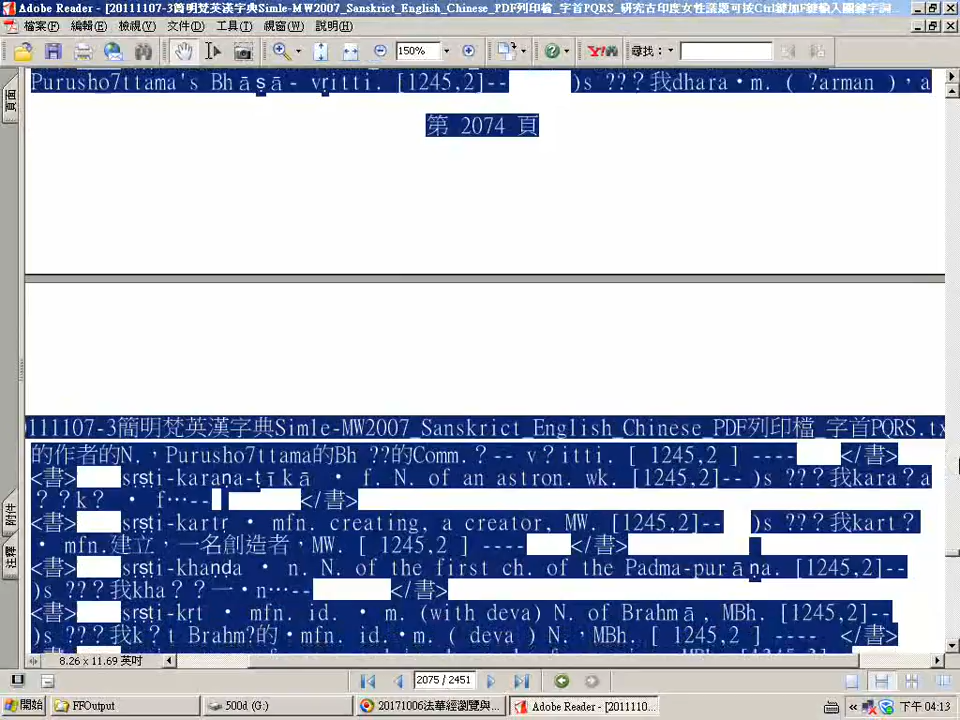 Adobe Reader - [20111107-3簡明梵英漢字典Simle-MW2007_Sanskrict_English_Chinese_PDF列印檔_字首PQRS_研究古印度女性議題可按Ctrl鍵加F鍵輸入關鍵字詞
檔案(F) 編輯(E) 檢視(V) 文件(D) 工具(T) 視窗(W) 說明(H)
150% Y! 尋找:
頁面
Purusho7ttama's Bhāṣā- vṛitti. [1245,2]-- )s ??？我dhara‧m. ( ?arman )，a
第 2074 頁
)111107-3簡明梵英漢字典Simle-MW2007_Sanskrict_English_Chinese_PDF列印檔_字首PQRS.tx
的作者的N.，Purusho7ttama的Bh ??的Comm.？-- v？itti. [ 1245,2 ] ---- </書>
<書> sṛṣti-karaṇa-ṭīkā ‧ f. N. of an astron. wk. [1245,2]-- )s ??？我kara？a
？？k？ ‧ f…-- </書>
<書> sṛṣti-kartṛ ‧ mfn. creating, a creator, MW. [1245,2]-- )s ??？我kart？
‧ mfn.建立，一名創造者，MW. [ 1245,2 ] ---- </書>
<書> sṛṣti-khaṇda ‧ n. N. of the first ch. of the Padma-purāṇa. [1245,2]--
)s ??？我kha？？一‧n…-- </書>
<書> sṛṣti-kṛt ‧ mfn. id. ‧ m. (with deva) N. of Brahmā, MBh. [1245,2]--
)s ??？我k？t Brahm?的‧mfn. id.‧m. ( deva ) N.，MBh. [ 1245,2 ] ---- </書>
附件
注釋
8.26 x 11.69 英吋
2075 / 2451
開始 FFOutput 500d (G:) 20171006法華經瀏覽與... Adobe Reader - [2011110... 下午 04:13